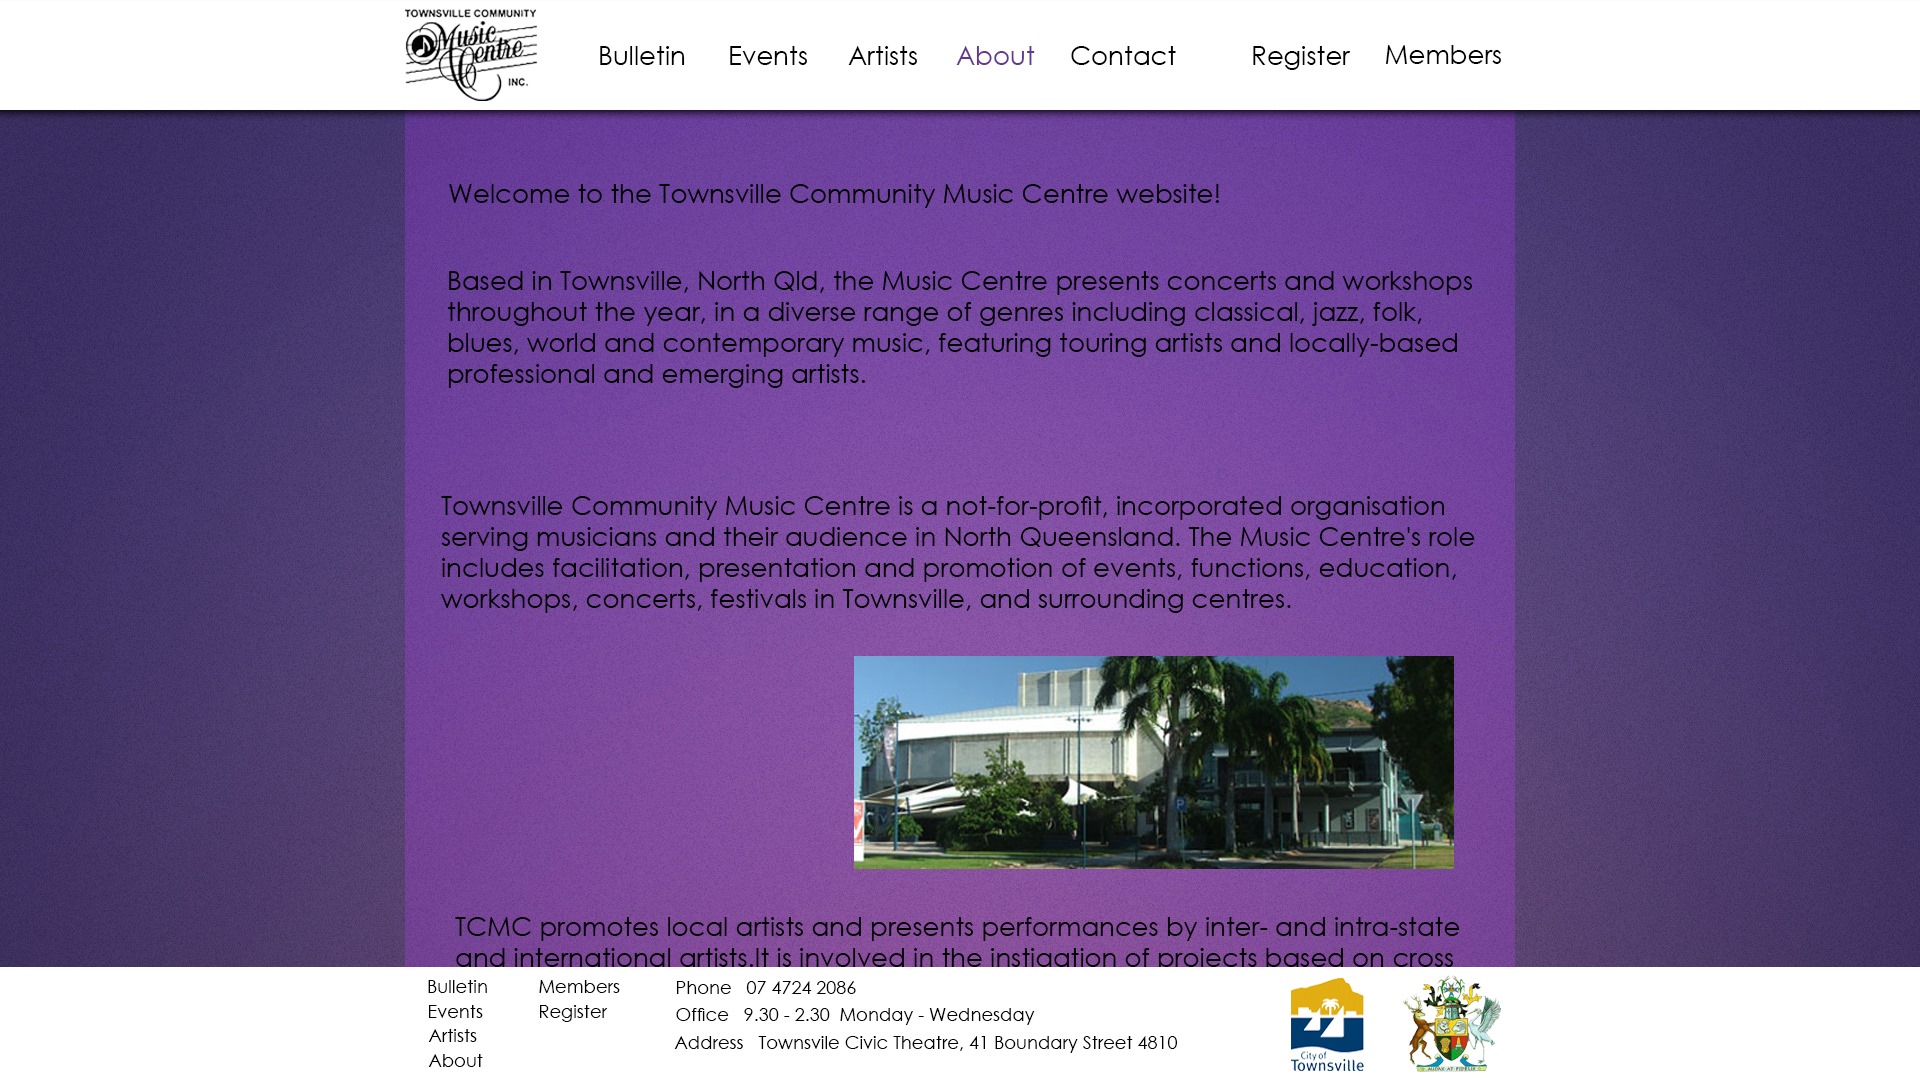 TOWNSVILLE COMMUNITY
Music
Centre
INC.
Bulletin Events Artists About Contact Register Members
Welcome to the Townsville Community Music Centre website!
Based in Townsville, North Qld, the Music Centre presents concerts and workshops
throughout the year, in a diverse range of genres including classical, jazz, folk,
blues, world and contemporary music, featuring touring artists and locally-based
professional and emerging artists.
Townsville Community Music Centre is a not-for-profit, incorporated organisation
serving musicians and their audience in North Queensland. The Music Centre's role
includes facilitation, presentation and promotion of events, functions, education,
workshops, concerts, festivals in Townsville, and surrounding centres.
P
TCMC promotes local artists and presents performances by inter- and intra-state
and international artists.It is involved in the instigation of projects based on cross
Bulletin
Events
Artists
About
Members
Register
Phone 07 4724 2086
Office 9.30 - 2.30 Monday - Wednesday
Address Townsvile Civic Theatre, 41 Boundary Street 4810
City of
Townsville
AUDAX AT FIDELIS